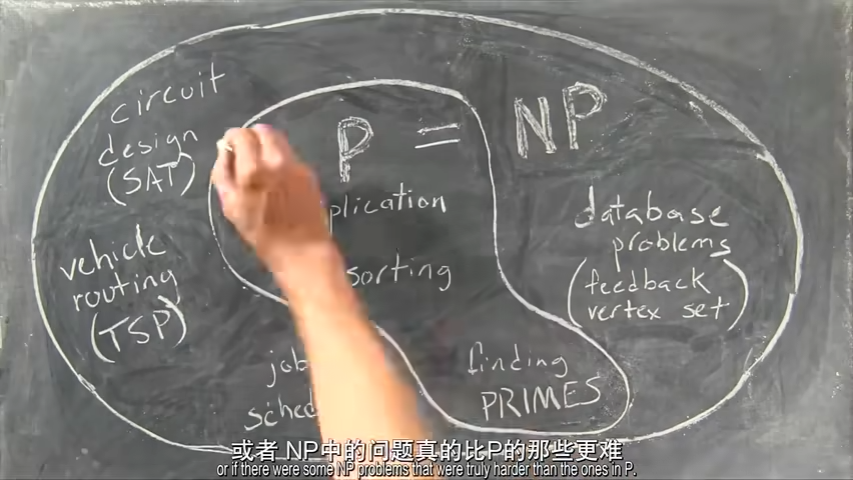 circuit
design
(SAT)
P = NP
plication
sorting
vehicle
routing
(TSP)
database
problems
(feedback
vertex set)
job
sched
finding
PRIMES
或者 NP中的问题真的比P的那些更难
or if there were some NP problems that were truly harder than the ones in P.